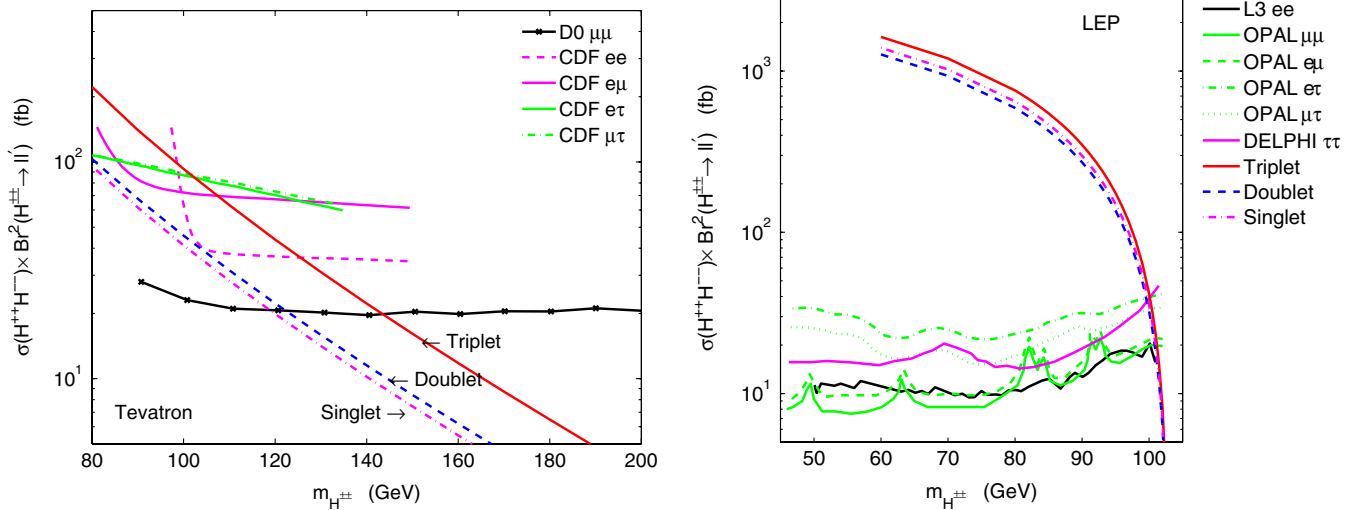 σ(H⁺⁺H⁻⁻)× Br²(H^±±→ ll′) (fb)
10²
10¹
D0 μμ
CDF ee
CDF eμ
CDF eτ
CDF μτ
← Triplet
← Doublet
Singlet →
Tevatron
80 100 120 140 160 180 200
m_H^±± (GeV)
σ(H⁺⁺H⁻⁻)× Br²(H^±±→ ll′) (fb)
10³
10²
10¹
LEP
50 60 70 80 90 100
m_H^±± (GeV)
L3 ee
OPAL μμ
OPAL eμ
OPAL eτ
OPAL μτ
DELPHI ττ
Triplet
Doublet
Singlet